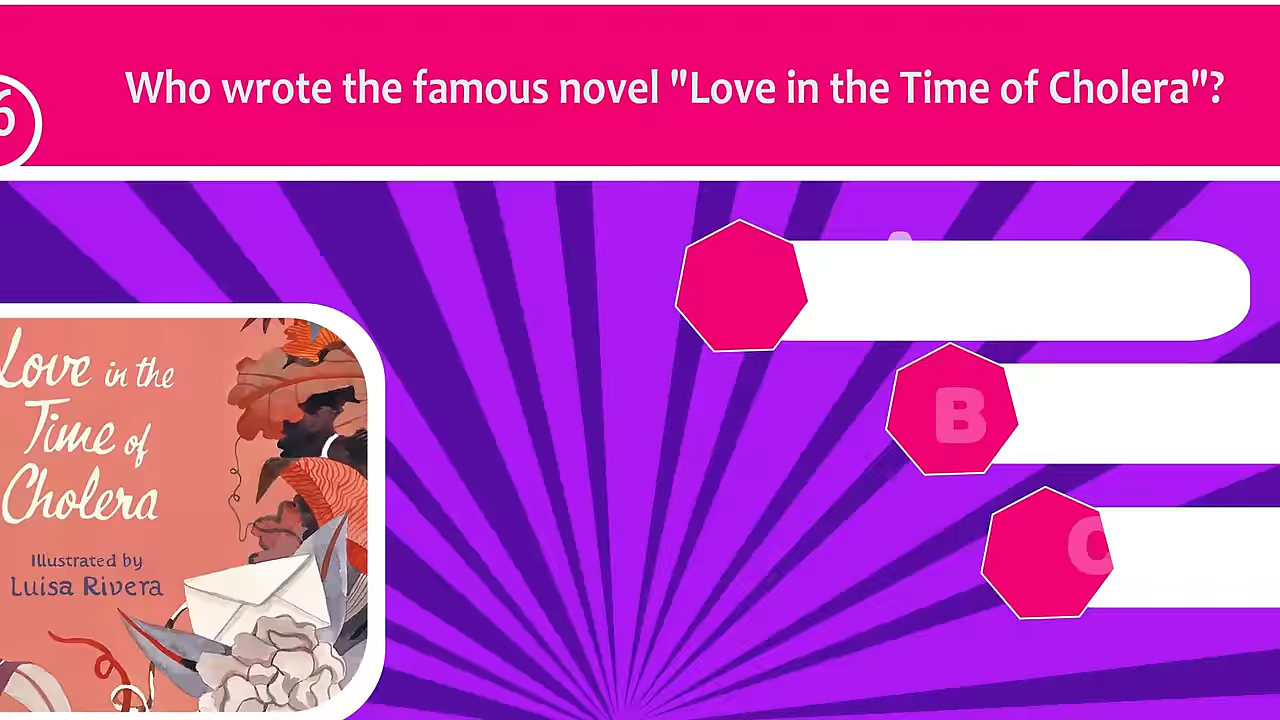 6
Who wrote the famous novel "Love in the Time of Cholera"?
A
Love in the
Time of
Cholera
Illustrated by
Luisa Rivera
B
C